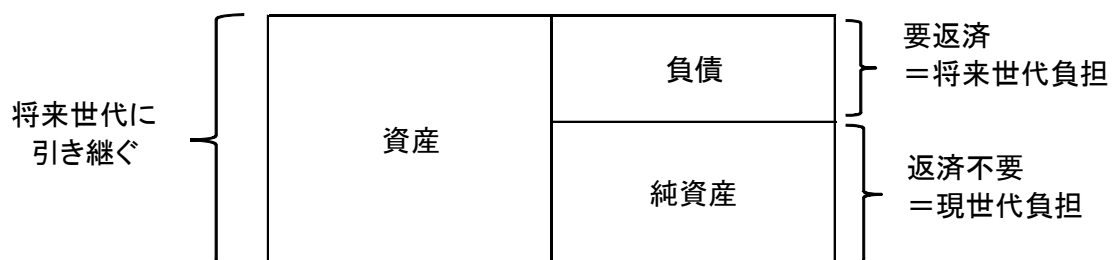 将来世代に
引き継ぐ
資産
負債
純資産
要返済
＝将来世代負担
返済不要
＝現世代負担